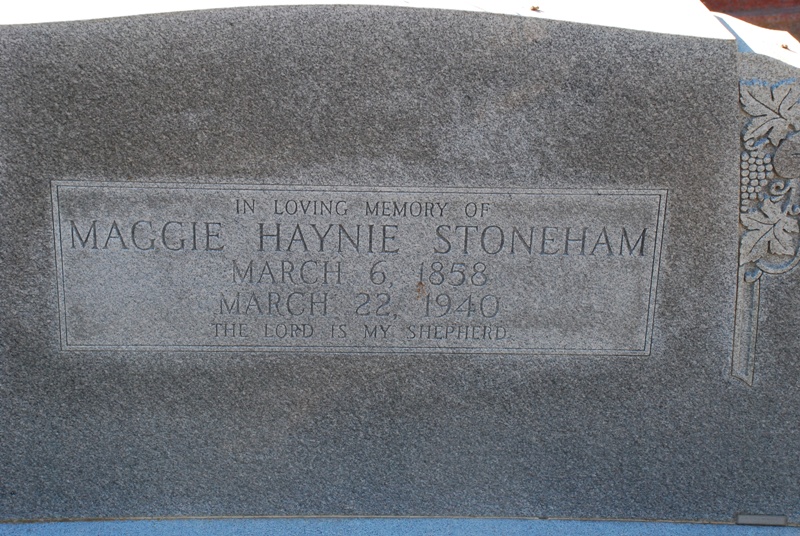 IN LOVING MEMORY OF
MAGGIE HAYNIE STONEHAM
MARCH 6, 1858
MARCH 22, 1940
THE LORD IS MY SHEPHERD